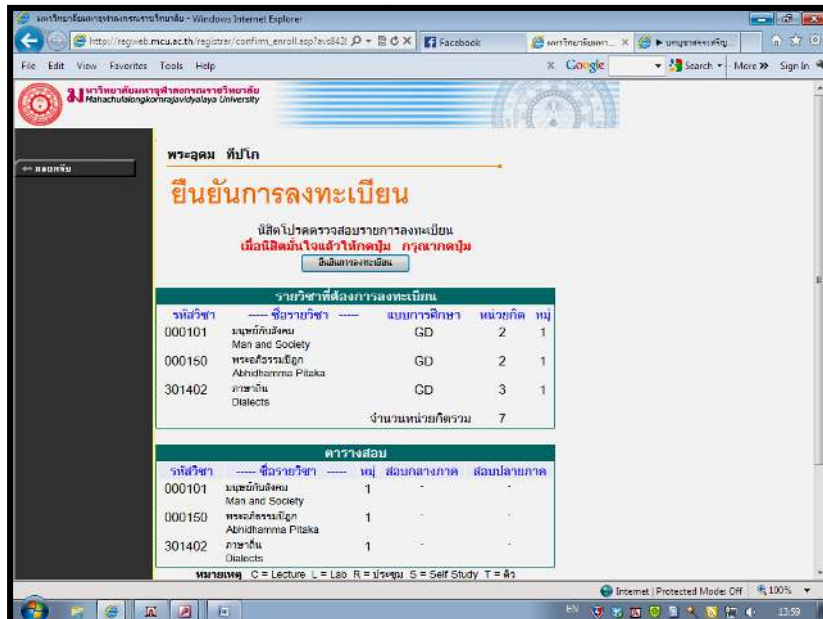 มหาวิทยาลัยมหาจุฬาลงกรณราชวิทยาลัย - Windows Internet Explorer
http://regweb.mcu.ac.th/registrar/confirm_enroll.asp
Facebook
File Edit View Favorites Tools Help
Google
Search
More »
Sign In
มหาวิทยาลัยมหาจุฬาลงกรณราชวิทยาลัย
Mahachulalongkornrajavidyalaya University
พระอุดม ทีปโก
ถอยกลับ
ยืนยันการลงทะเบียน
นิสิตโปรดตรวจสอบรายการลงทะเบียน
เมื่อนิสิตมั่นใจแล้วให้กดปุ่ม กรุณากดปุ่ม
ยืนยันการลงทะเบียน
รายวิชาที่ต้องการลงทะเบียน
รหัสวิชา ----- ชื่อรายวิชา ----- แบบการศึกษา หน่วยกิต หมู่
000101 มนุษย์กับสังคม GD 2 1
Man and Society
000150 พระอภิธรรมปิฎก GD 2 1
Abhidhamma Pitaka
301402 ภาษาถิ่น GD 3 1
Dialects
จำนวนหน่วยกิตรวม 7
ตารางสอบ
รหัสวิชา ----- ชื่อรายวิชา ----- หมู่ สอบกลางภาค สอบปลายภาค
000101 มนุษย์กับสังคม 1 - -
Man and Society
000150 พระอภิธรรมปิฎก 1 - -
Abhidhamma Pitaka
301402 ภาษาถิ่น 1 - -
Dialects
หมายเหตุ C = Lecture L = Lab R = ประชุม S = Self Study T = ติว
Internet | Protected Mode: Off 100%
EN 13:59